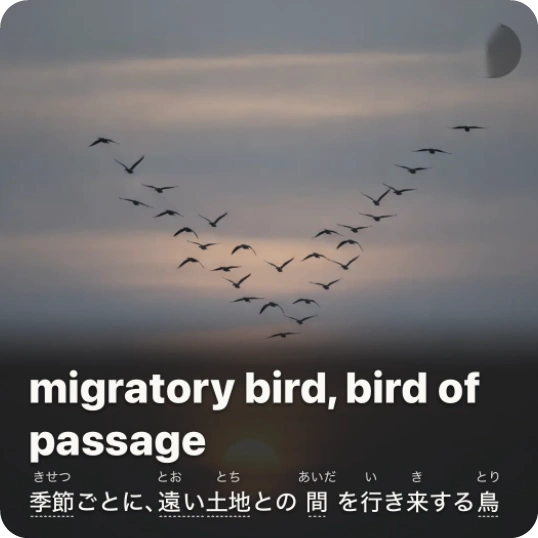 migratory bird, bird of
passage
きせつ とお とち あいだ い き とり
季節ごとに、遠い土地との間を行き来する鳥